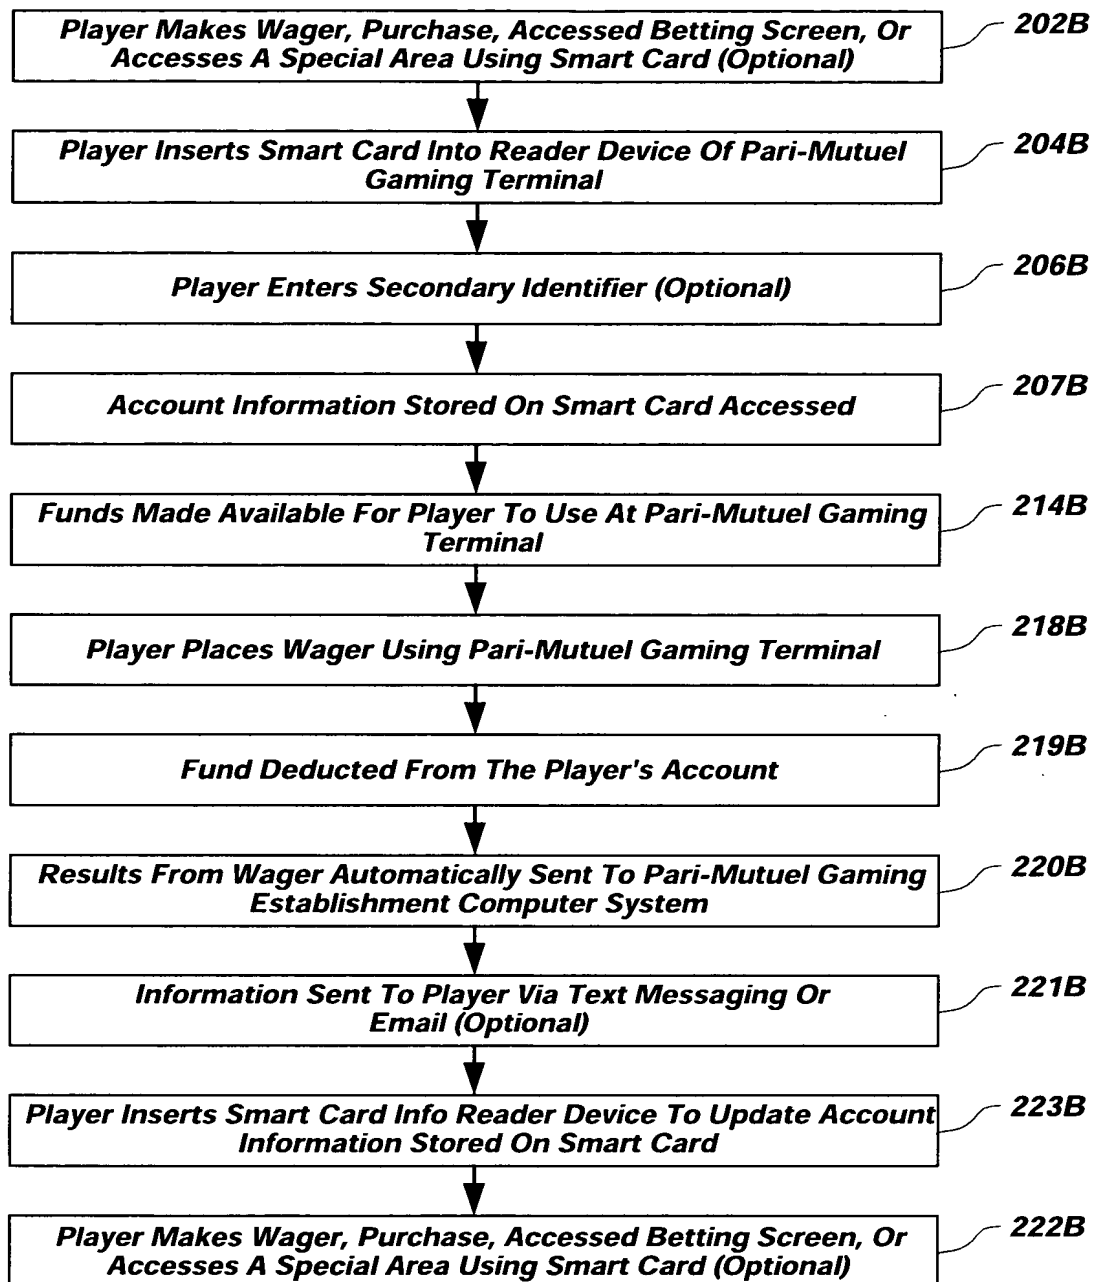 Player Makes Wager, Purchase, Accessed Betting Screen, Or
Accesses A Special Area Using Smart Card (Optional)
202B
Player Inserts Smart Card Into Reader Device Of Pari-Mutuel
Gaming Terminal
204B
Player Enters Secondary Identifier (Optional)
206B
Account Information Stored On Smart Card Accessed
207B
Funds Made Available For Player To Use At Pari-Mutuel Gaming
Terminal
214B
Player Places Wager Using Pari-Mutuel Gaming Terminal
218B
Fund Deducted From The Player's Account
219B
Results From Wager Automatically Sent To Pari-Mutuel Gaming
Establishment Computer System
220B
Information Sent To Player Via Text Messaging Or
Email (Optional)
221B
Player Inserts Smart Card Info Reader Device To Update Account
Information Stored On Smart Card
223B
Player Makes Wager, Purchase, Accessed Betting Screen, Or
Accesses A Special Area Using Smart Card (Optional)
222B